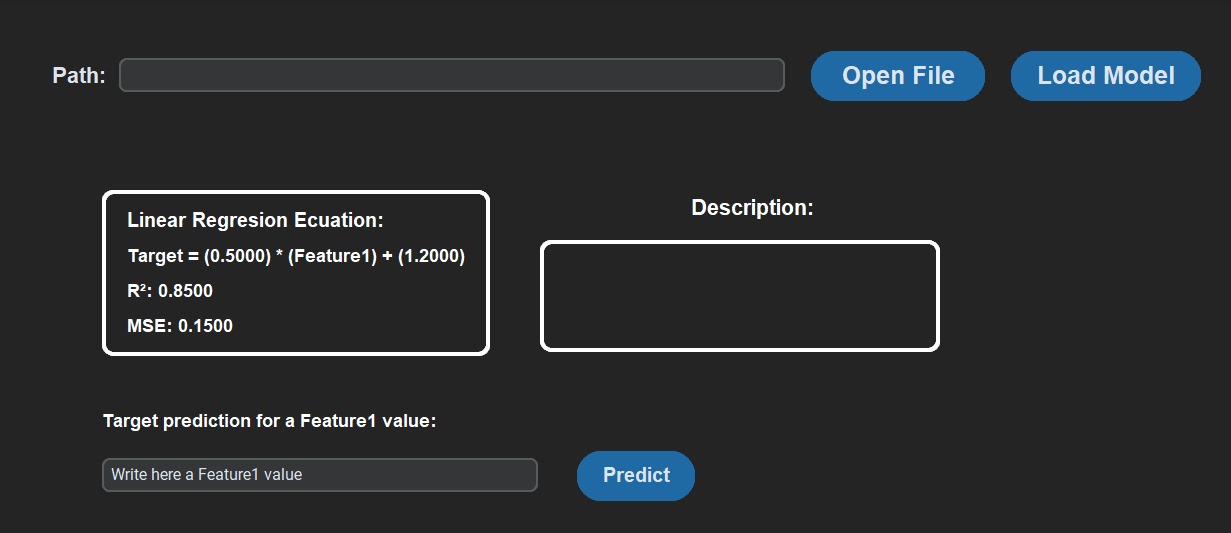 Path:
Open File
Load Model
Linear Regresion Ecuation:
Target = (0.5000) * (Feature1) + (1.2000)
R²: 0.8500
MSE: 0.1500
Description:
Target prediction for a Feature1 value:
Write here a Feature1 value
Predict